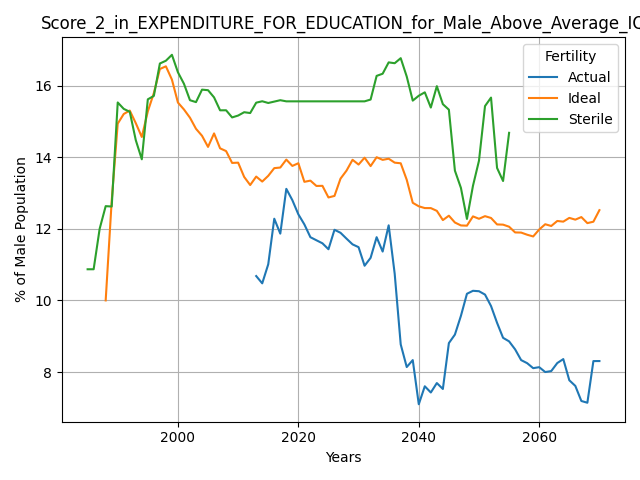 Score_2_in_EXPENDITURE_FOR_EDUCATION_for_Male_Above_Average_IQ
Fertility
Actual
Ideal
Sterile
% of Male Population
16
14
12
10
8
2000 2020 2040 2060
Years